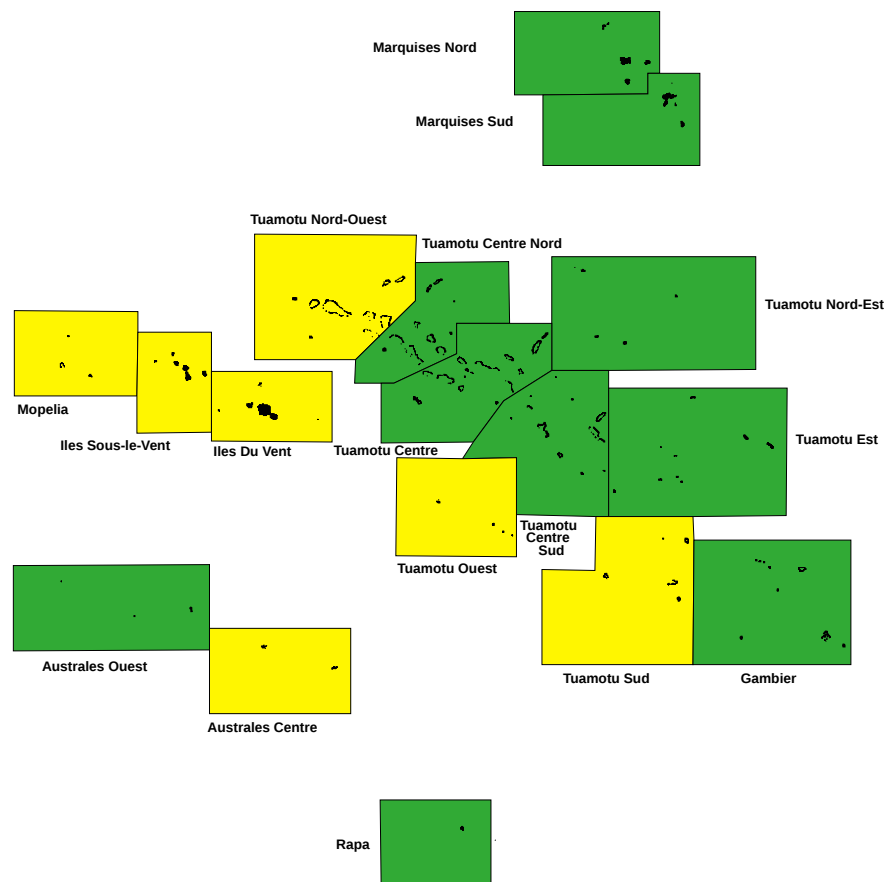 Marquises Nord
Marquises Sud
Tuamotu Nord-Ouest
Tuamotu Centre Nord
Tuamotu Nord-Est
Mopelia
Iles Sous-le-Vent
Iles Du Vent
Tuamotu Centre
Tuamotu Est
Tuamotu
Centre
Sud
Tuamotu Ouest
Australes Ouest
Tuamotu Sud
Gambier
Australes Centre
Rapa